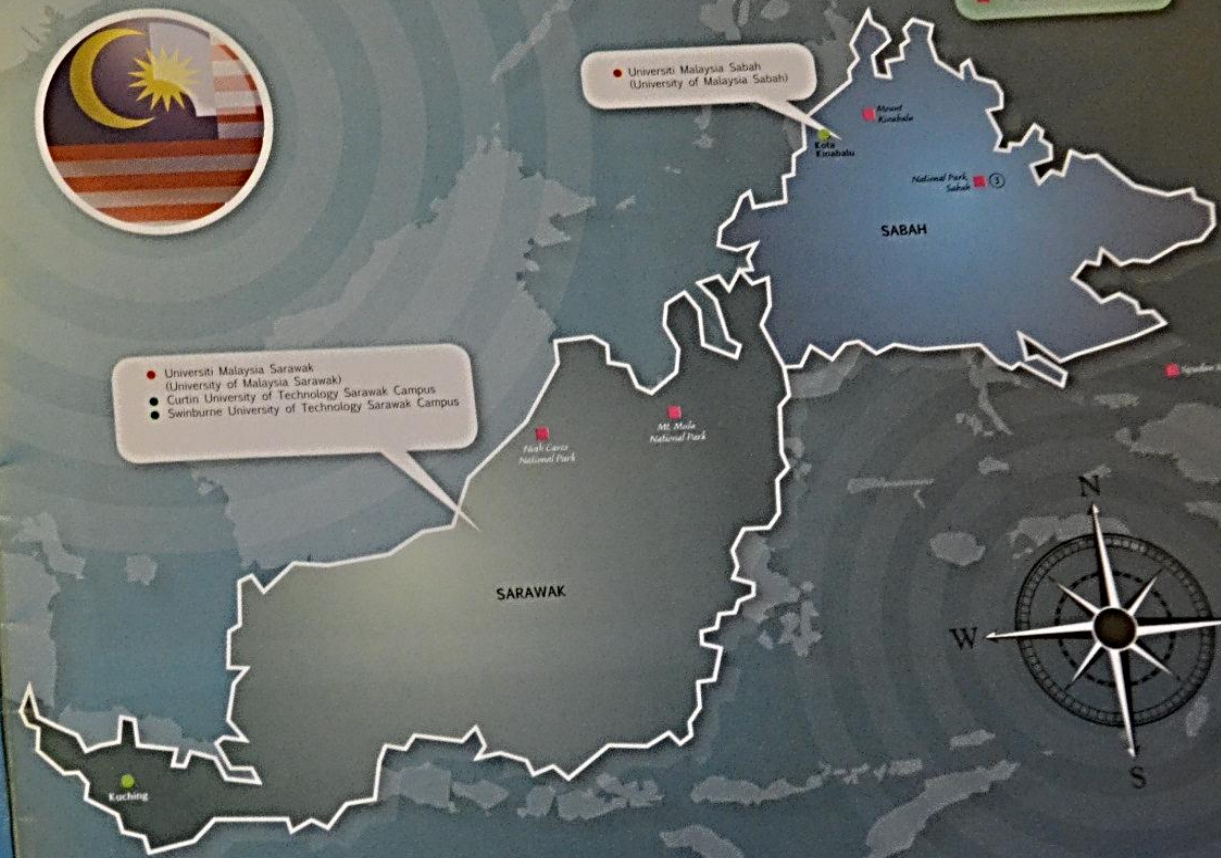 Universiti Malaysia Sabah
(University of Malaysia Sabah)
Mount
Kinabalu
Kota
Kinabalu
National Park,
Sabah
3
SABAH
Universiti Malaysia Sarawak
(University of Malaysia Sarawak)
Curtin University of Technology Sarawak Campus
Swinburne University of Technology Sarawak Campus
Niah Caves
National Park
Mt. Mulu
National Park
SARAWAK
Kuching
N
W
S